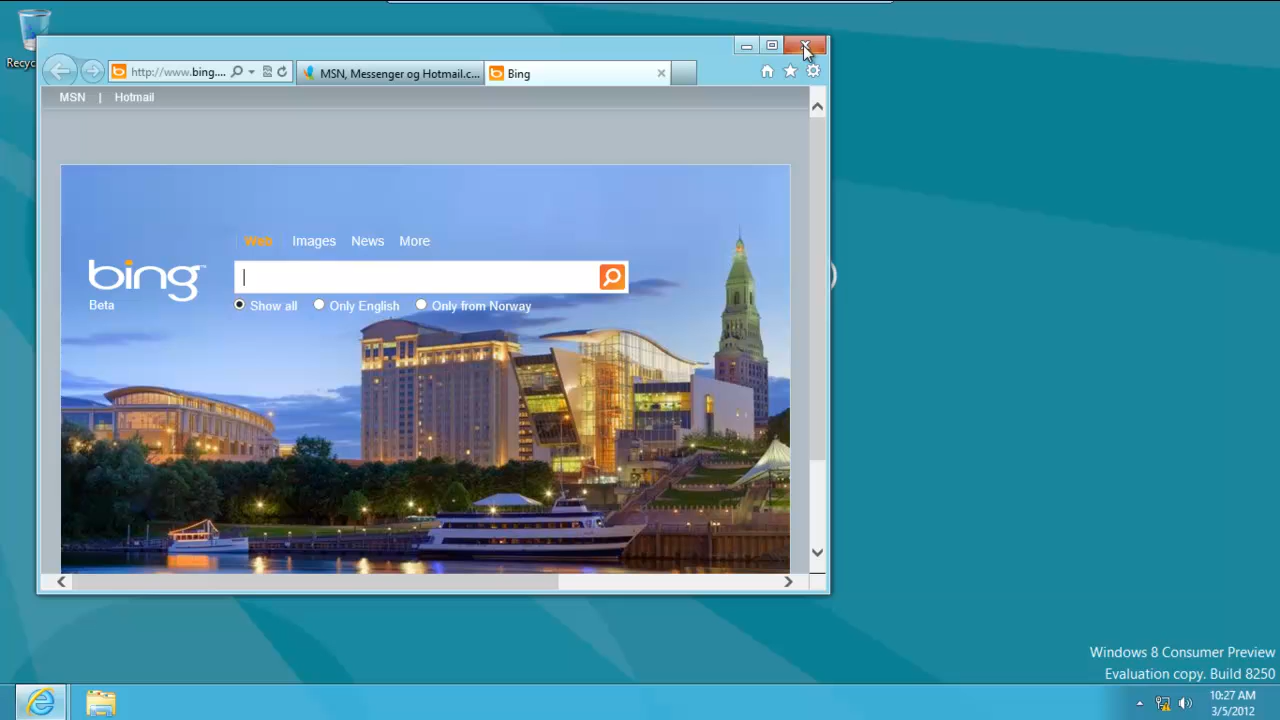 Recyc
http://www.bing....
MSN, Messenger og Hotmail.c...
Bing
MSN | Hotmail
Web Images News More
bing
Beta
Show all Only English Only from Norway
Windows 8 Consumer Preview
Evaluation copy. Build 8250
10:27 AM
3/5/2012